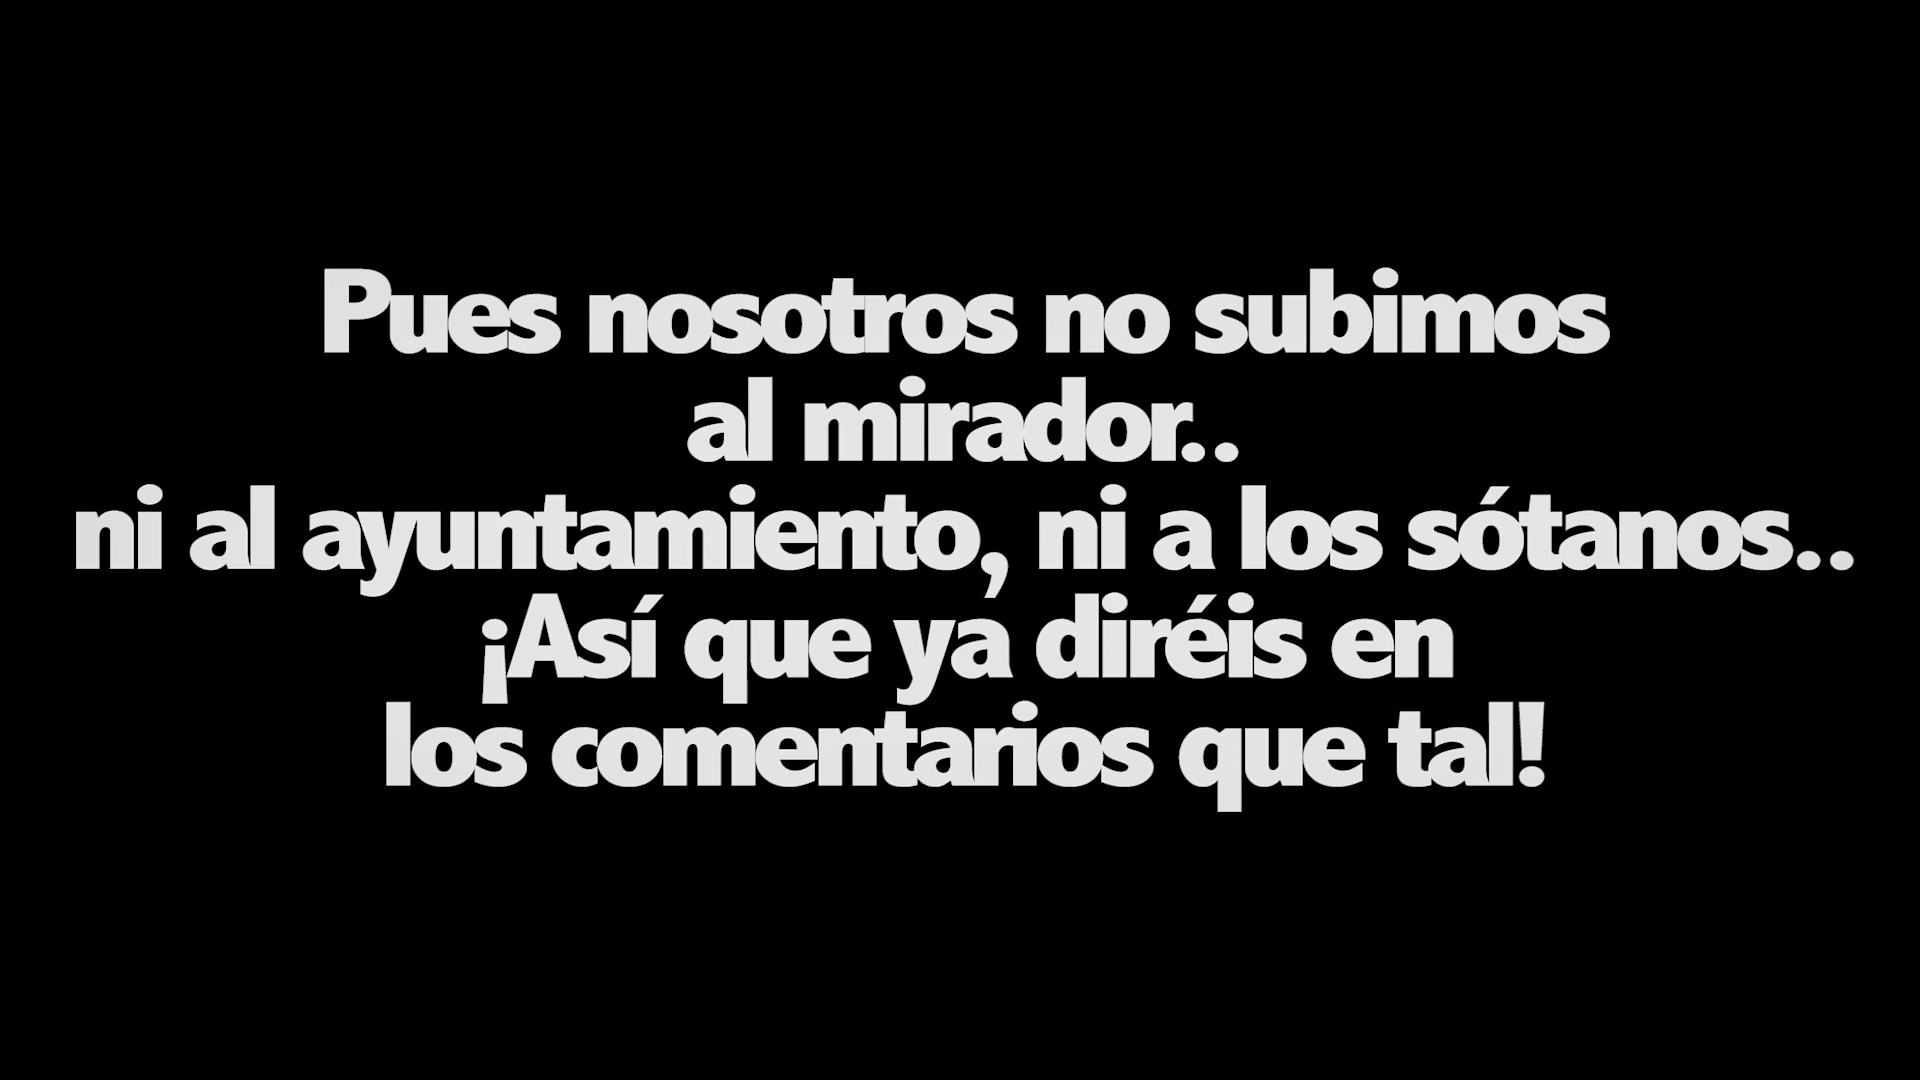 Pues nosotros no subimos
al mirador..
ni al ayuntamiento, ni a los sótanos..
¡Así que ya diréis en
los comentarios que tal!